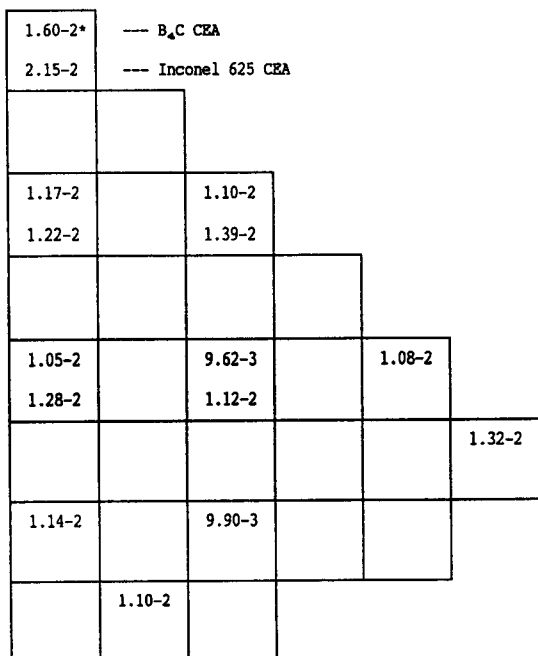 1.60-2* --- B₄C CEA
2.15-2 --- Inconel 625 CEA
1.17-2 1.10-2
1.22-2 1.39-2
1.05-2 9.62-3 1.08-2
1.28-2 1.12-2
1.32-2
1.14-2 9.90-3
1.10-2